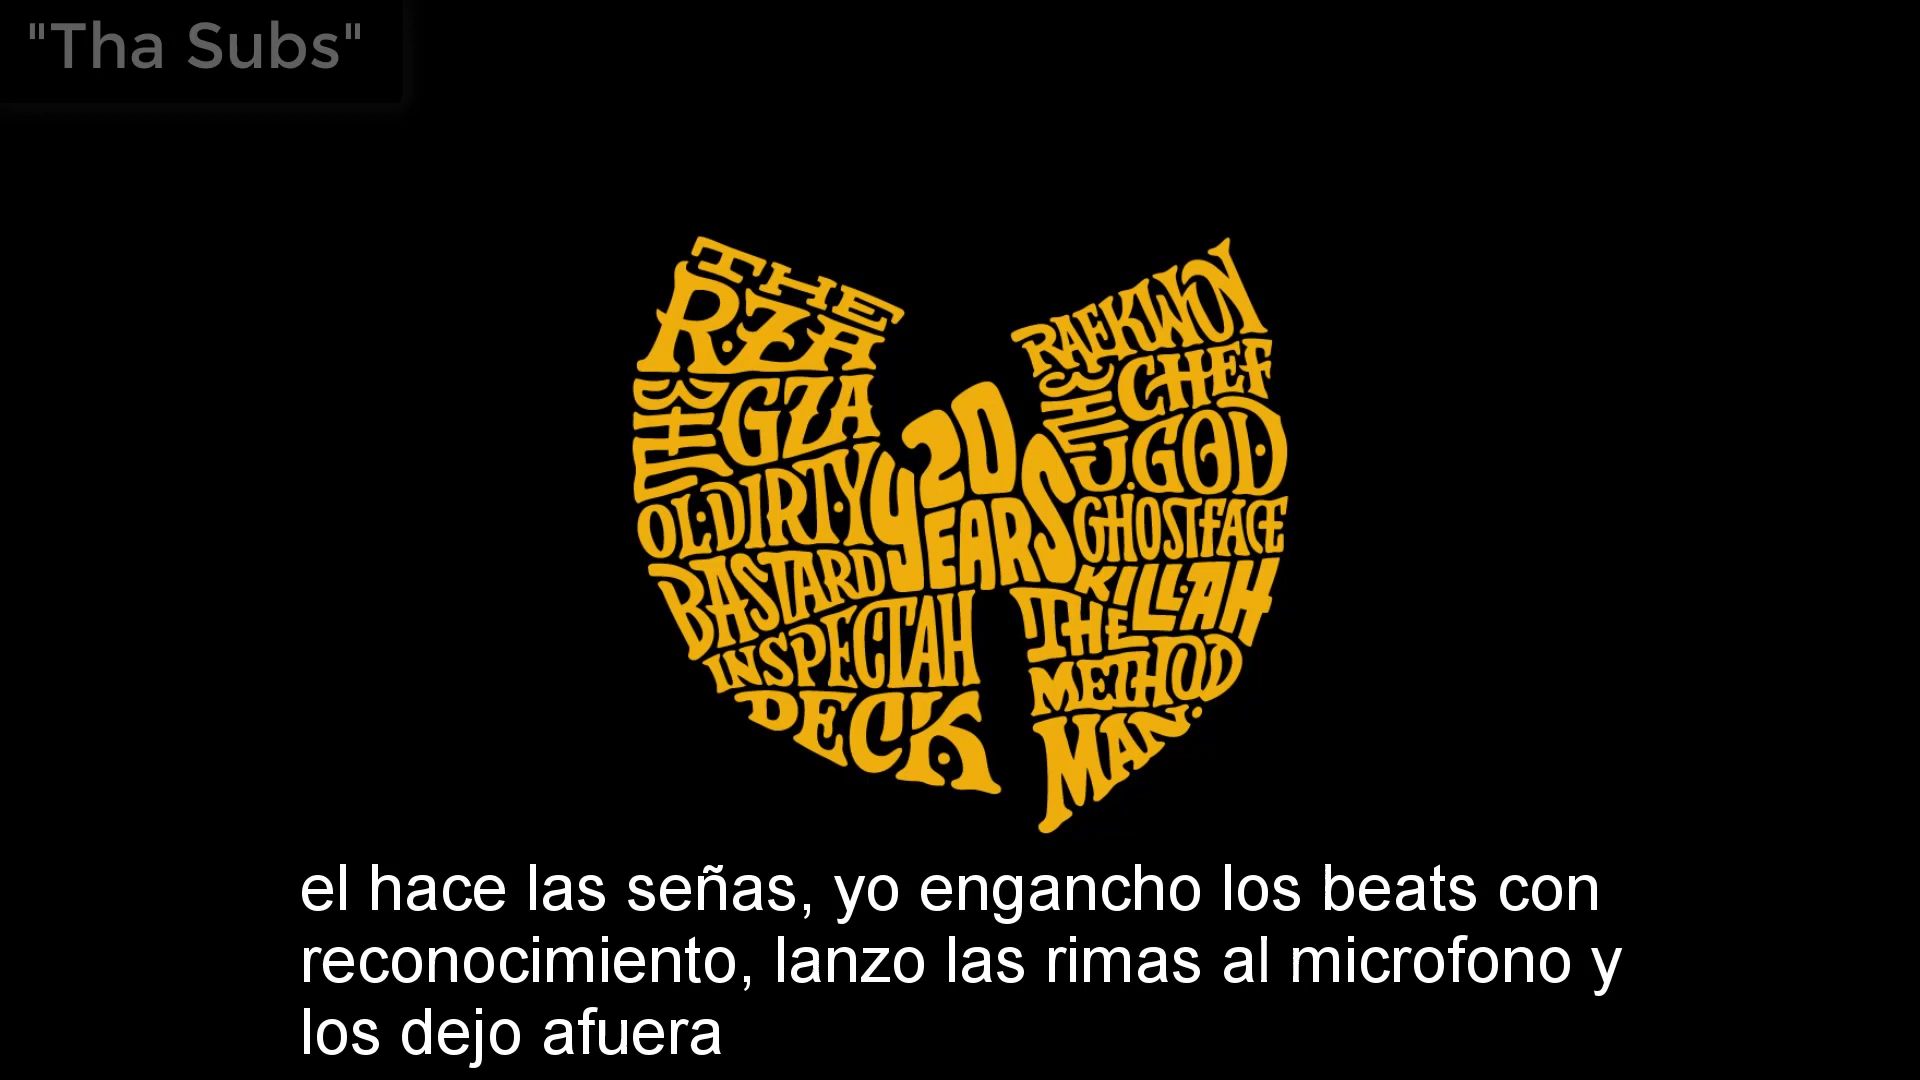 "Tha Subs"
THE
RZA
THE GZA
OL DIRTY
BASTARD
INSPECTAH
DECK
20
YEARS
RAEKWON
THE CHEF
U.GOD
GHOSTFACE
KILLAH
THE
METHOD
MAN
el hace las señas, yo engancho los beats con
reconocimiento, lanzo las rimas al microfono y
los dejo afuera